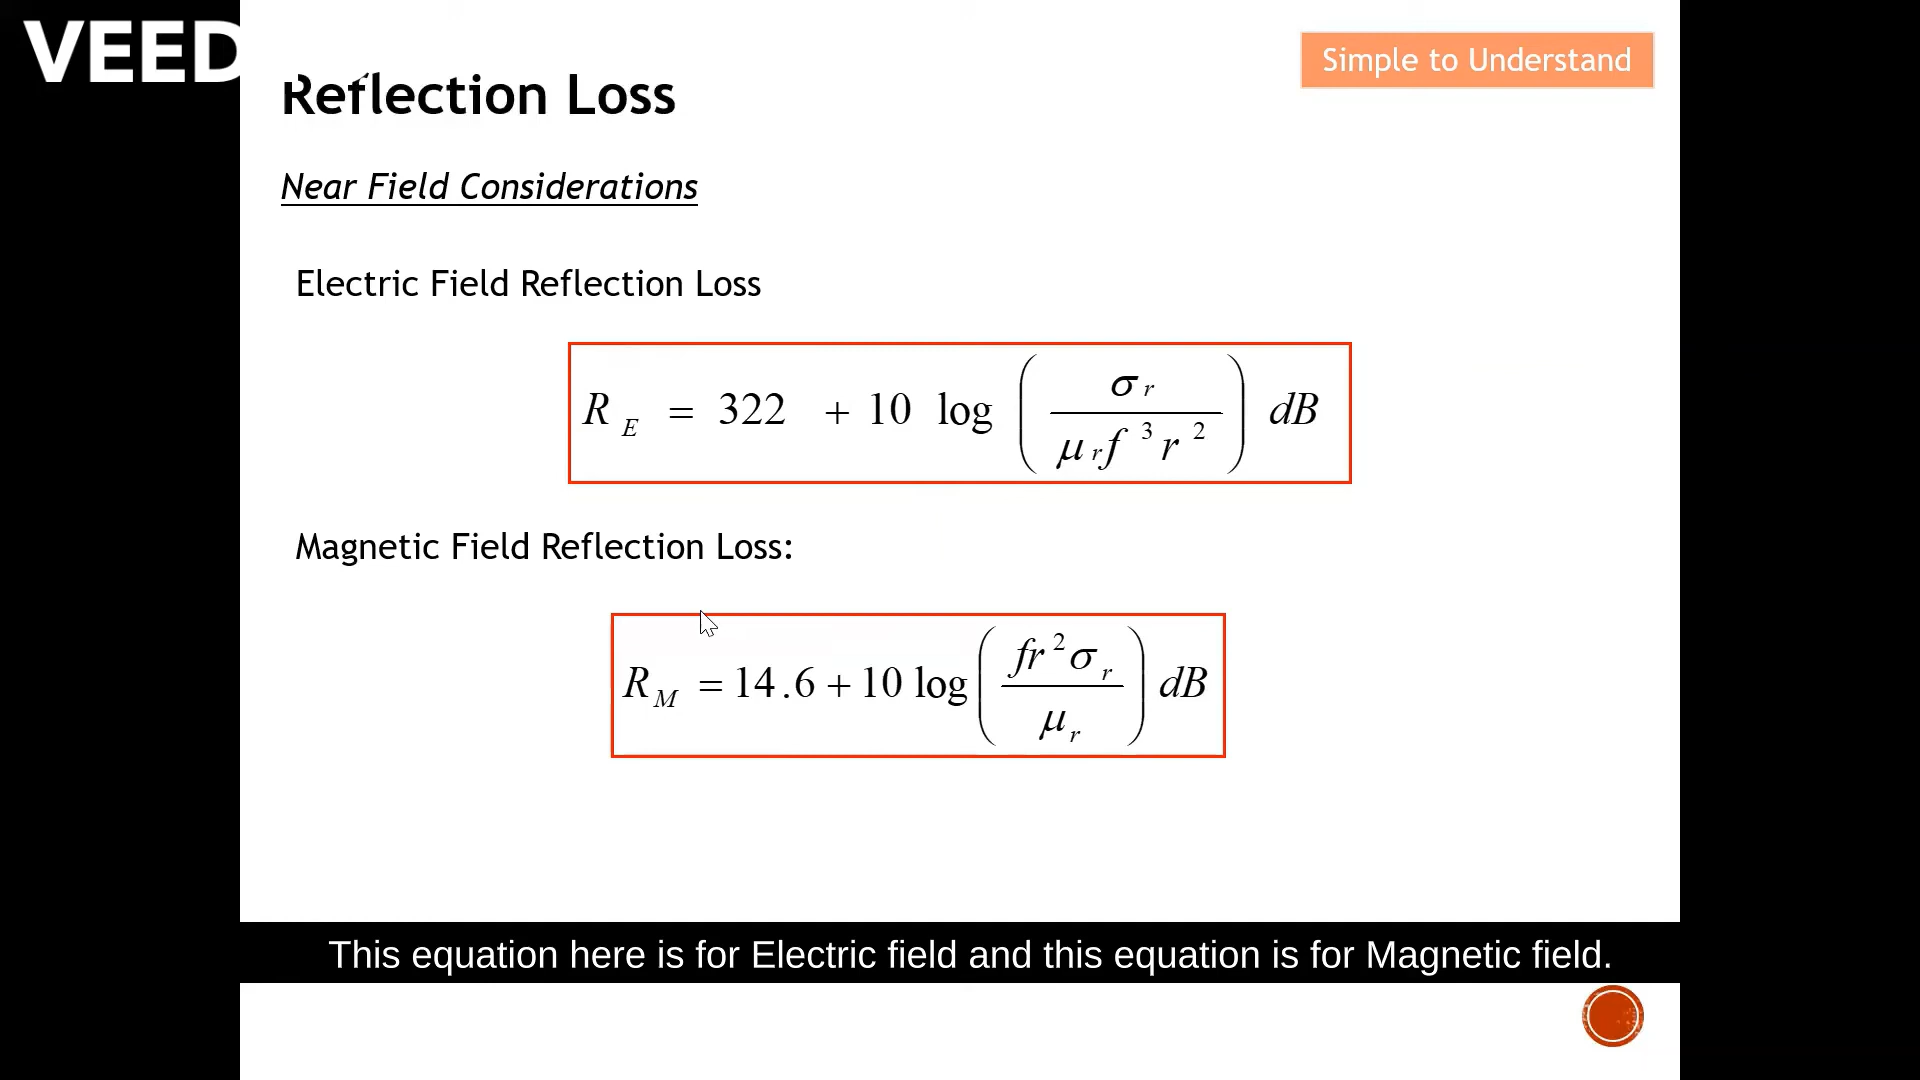 VEED
Simple to Understand
Reflection Loss
Near Field Considerations
Electric Field Reflection Loss
R_E = 322 + 10 log (σ_r / μ_r f^3 r^2) dB
Magnetic Field Reflection Loss:
R_M = 14.6 + 10 log (fr^2 σ_r / μ_r) dB
This equation here is for Electric field and this equation is for Magnetic field.